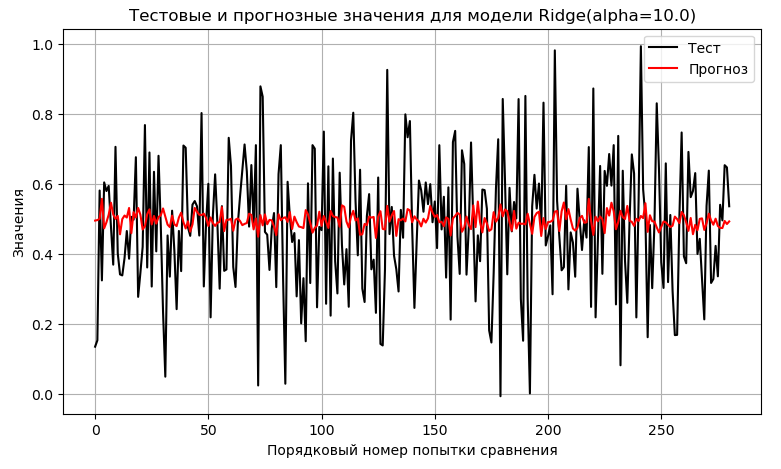 Тестовые и прогнозные значения для модели Ridge(alpha=10.0)
Тест
Прогноз
Значения
1.0
0.8
0.6
0.4
0.2
0.0
0 50 100 150 200 250
Порядковый номер попытки сравнения